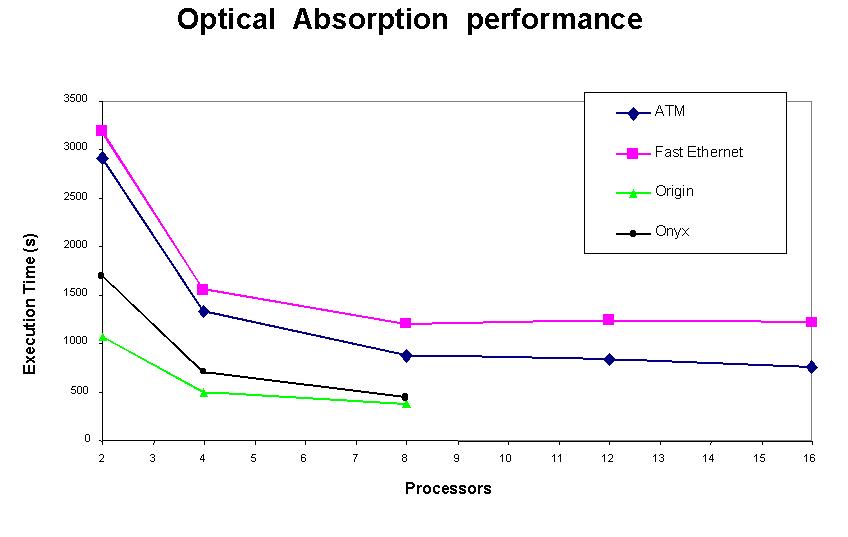 Optical Absorption performance
3500
3000
2500
2000
1500
1000
500
0
Execution Time (s)
2 3 4 5 6 7 8 9 10 11 12 13 14 15 16
Processors
ATM
Fast Ethernet
Origin
Onyx